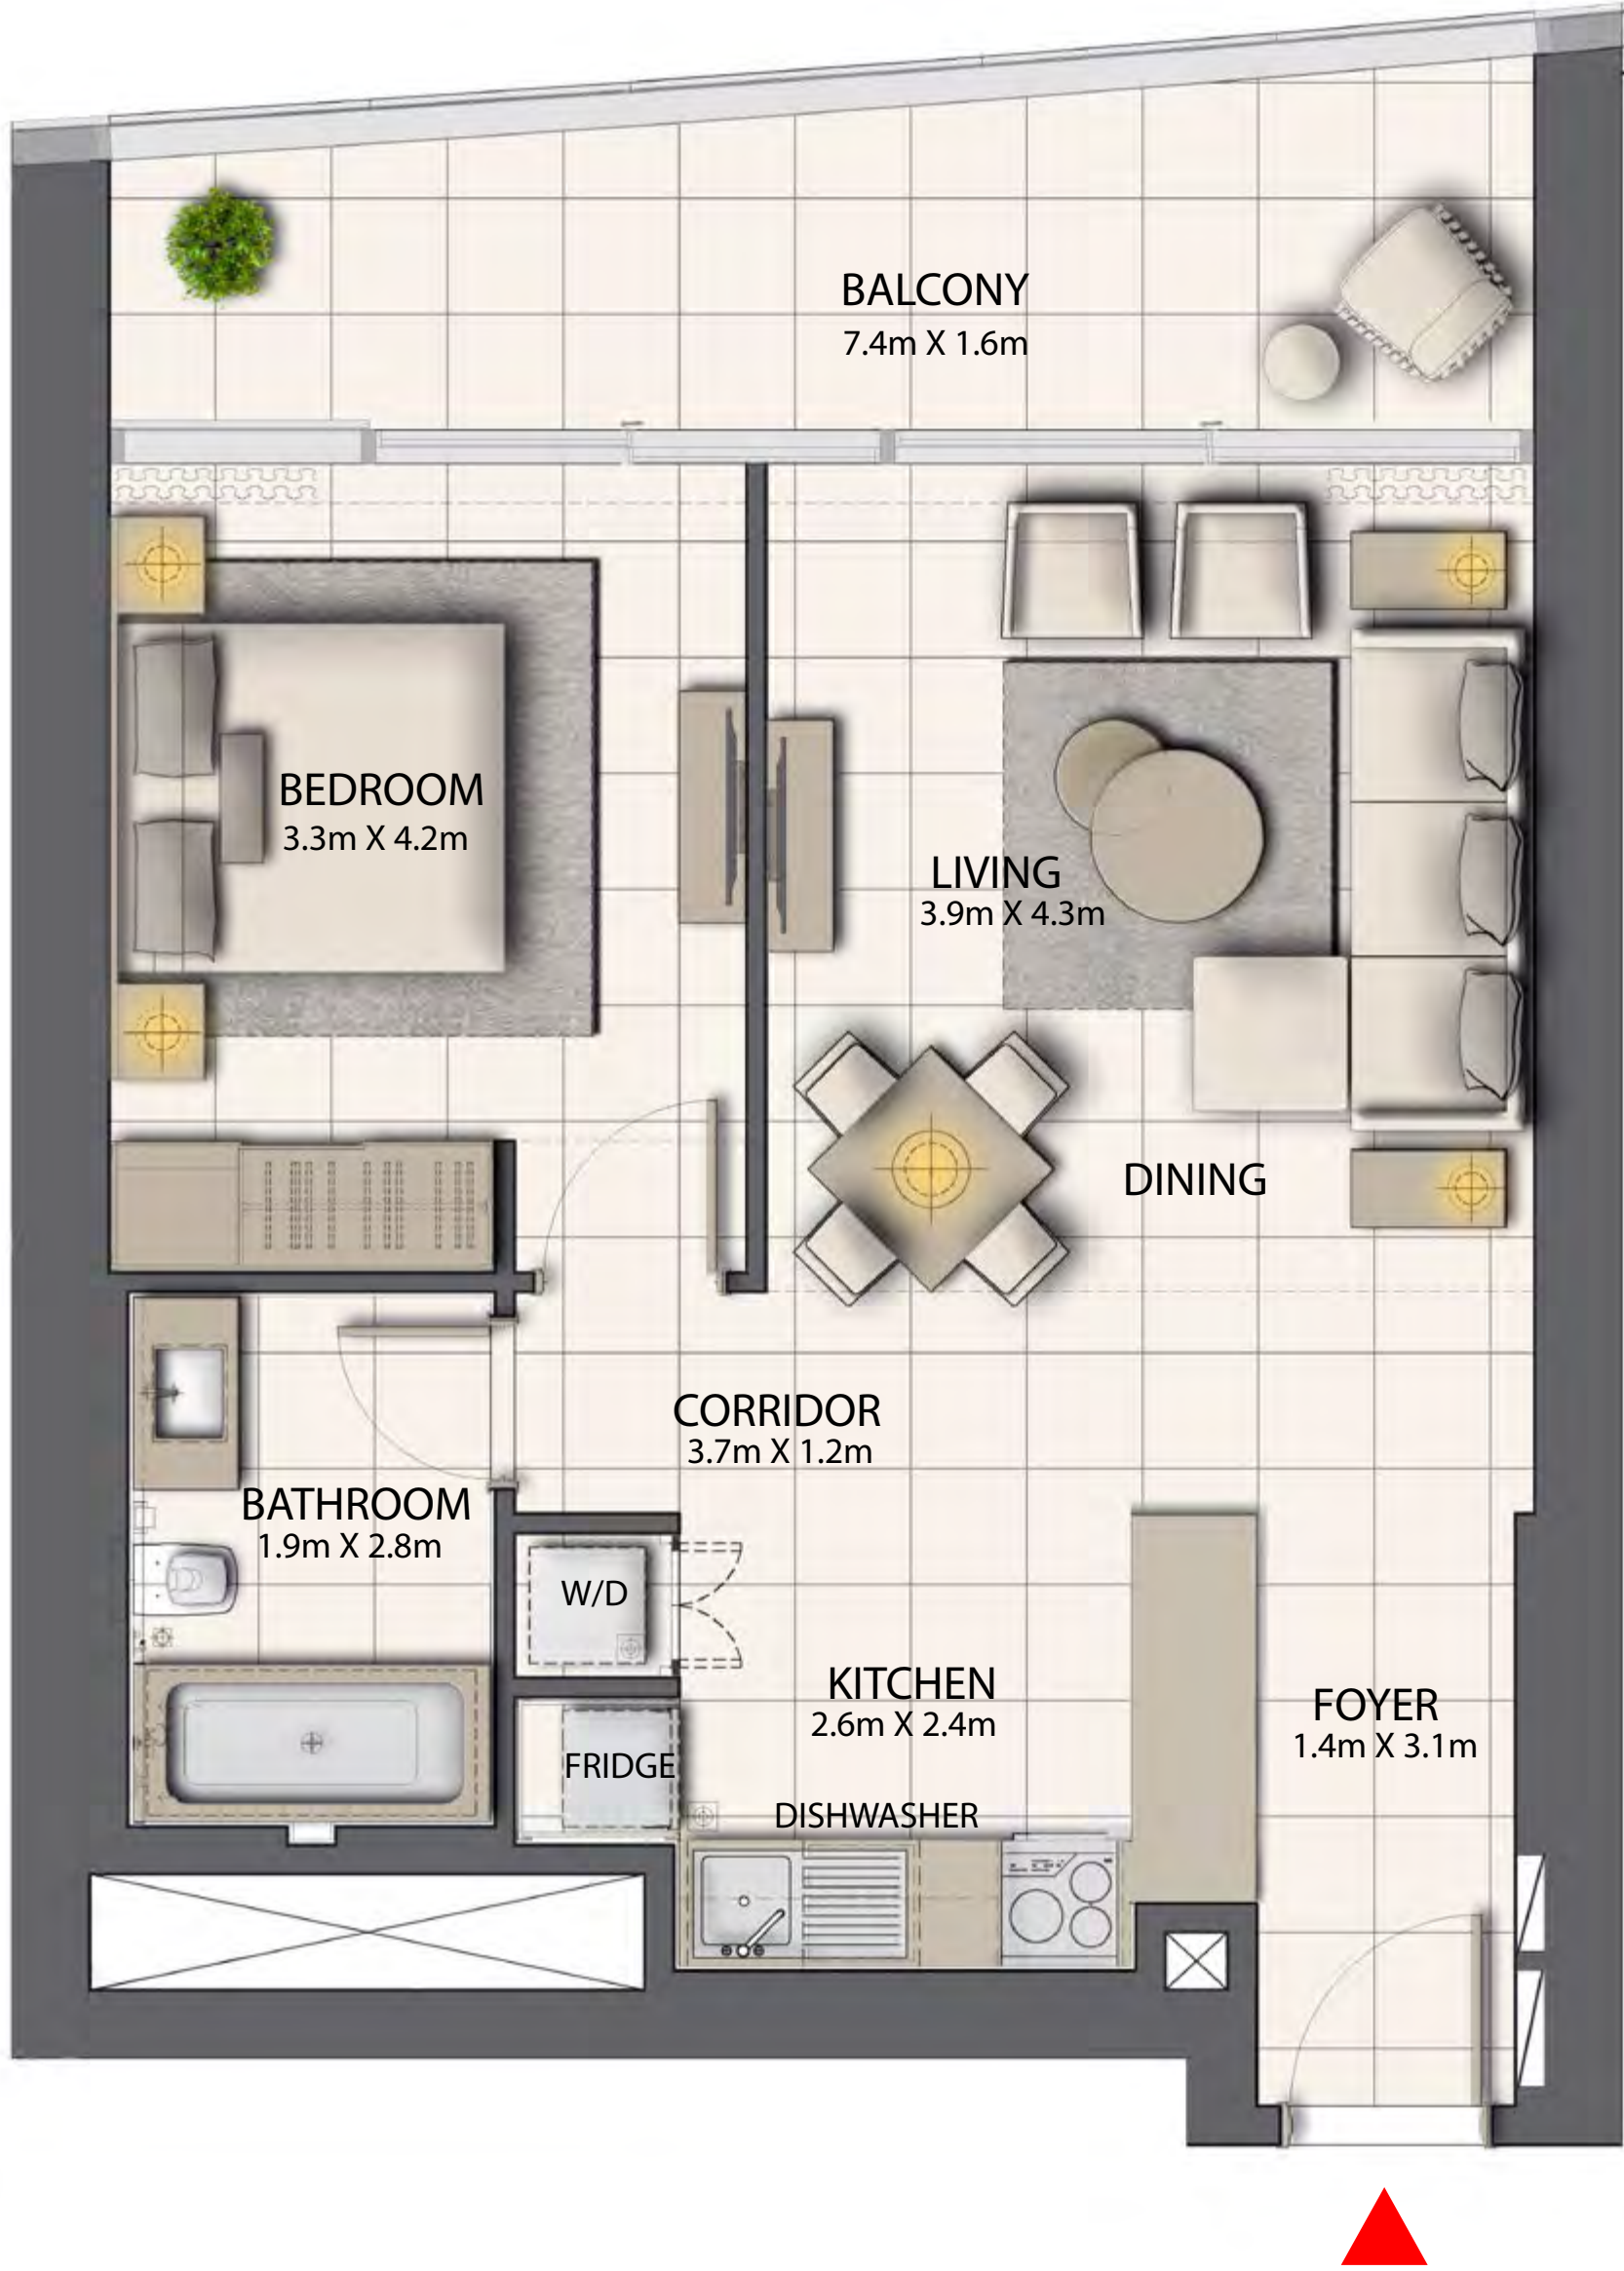 BALCONY
7.4m X 1.6m
BEDROOM
3.3m X 4.2m
LIVING
3.9m X 4.3m
DINING
CORRIDOR
3.7m X 1.2m
BATHROOM
1.9m X 2.8m
W/D
KITCHEN
2.6m X 2.4m
FOYER
1.4m X 3.1m
FRIDGE
DISHWASHER